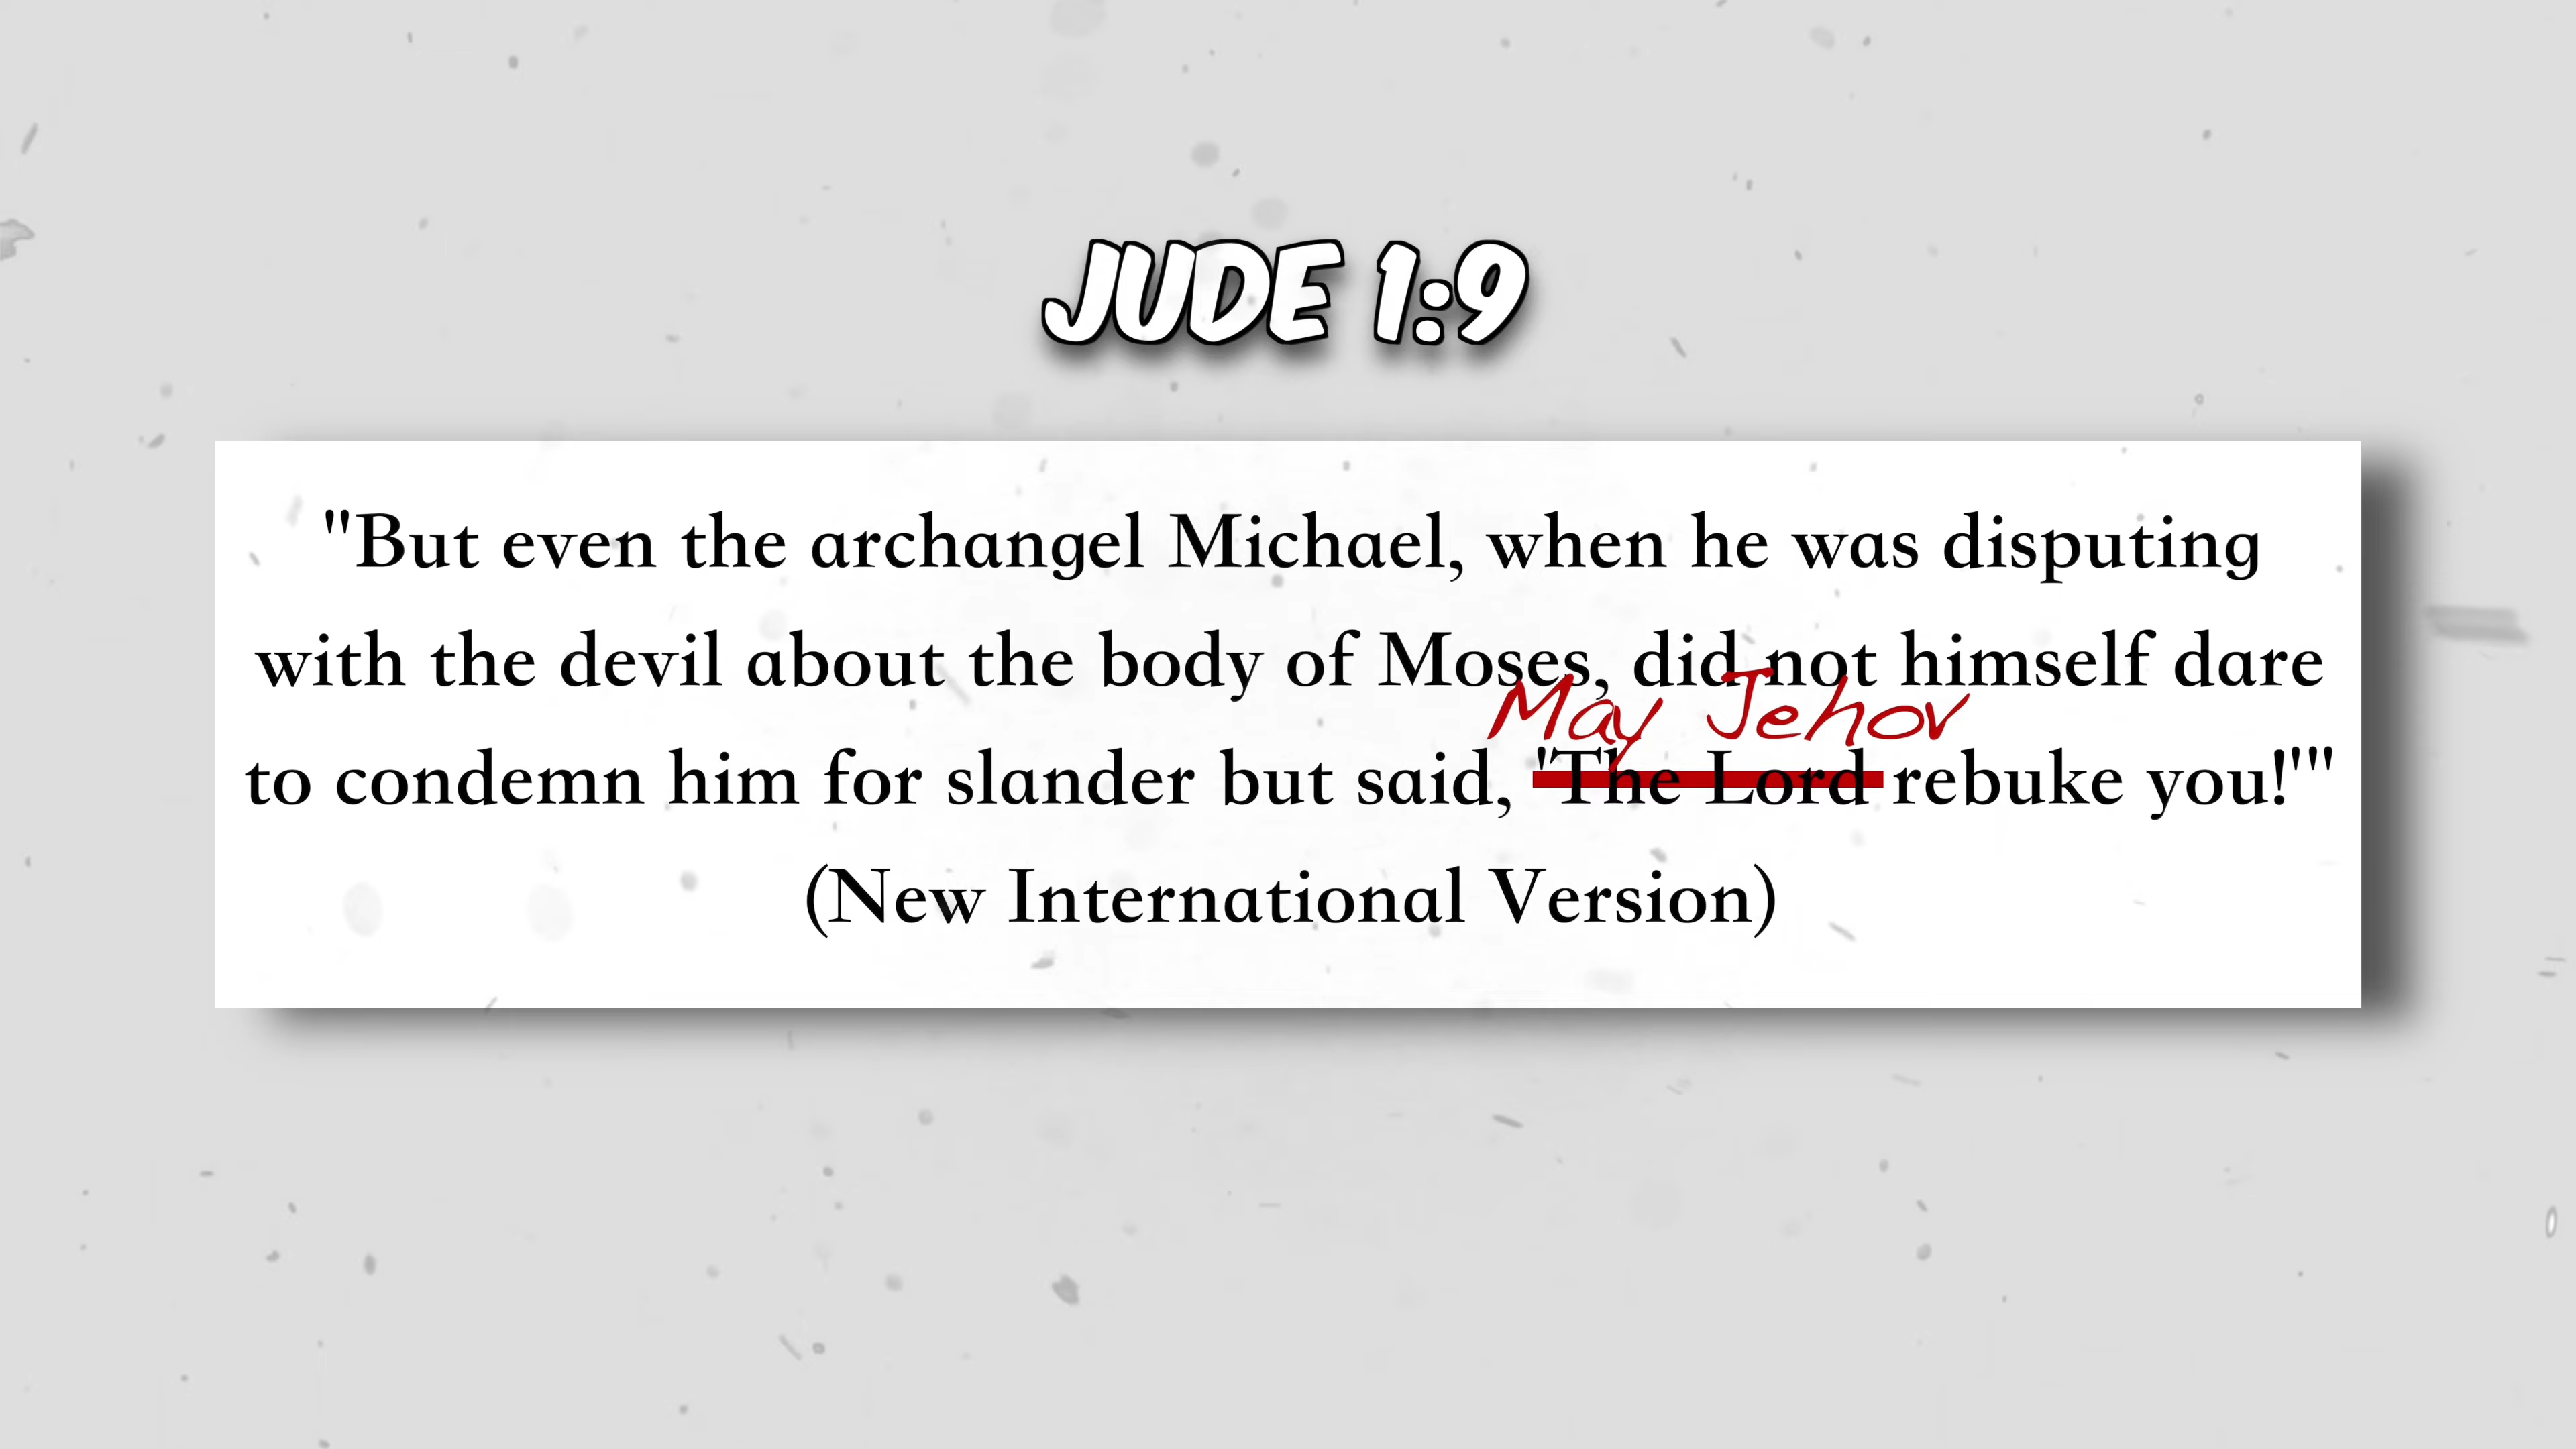 JUDE 1:9
"But even the archangel Michael, when he was disputing
with the devil about the body of Moses, did not himself dare
May Jehov
to condemn him for slander but said, 'The Lord rebuke you!'"
(New International Version)